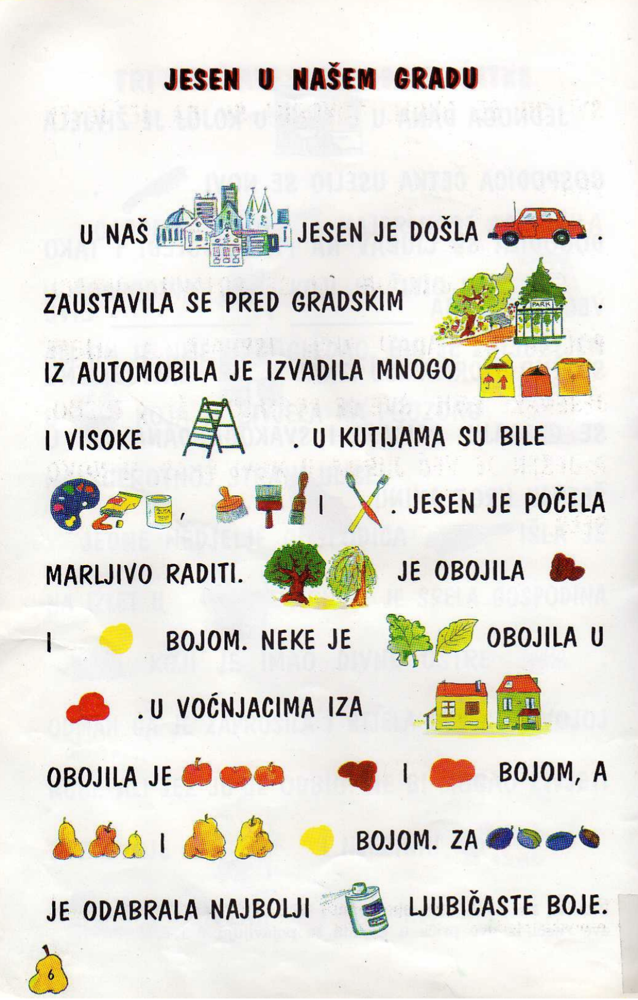 JESEN U NAŠEM GRADU
U NAŠ JESEN JE DOŠLA .
ZAUSTAVILA SE PRED GRADSKIM .
PARK
IZ AUTOMOBILA JE IZVADILA MNOGO
I VISOKE . U KUTIJAMA SU BILE
, I . JESEN JE POČELA
MARLJIVO RADITI. JE OBOJILA
I BOJOM. NEKE JE OBOJILA U
. U VOĆNJACIMA IZA
OBOJILA JE I BOJOM, A
I BOJOM. ZA
JE ODABRALA NAJBOLJI LJUBIČASTE BOJE.
6